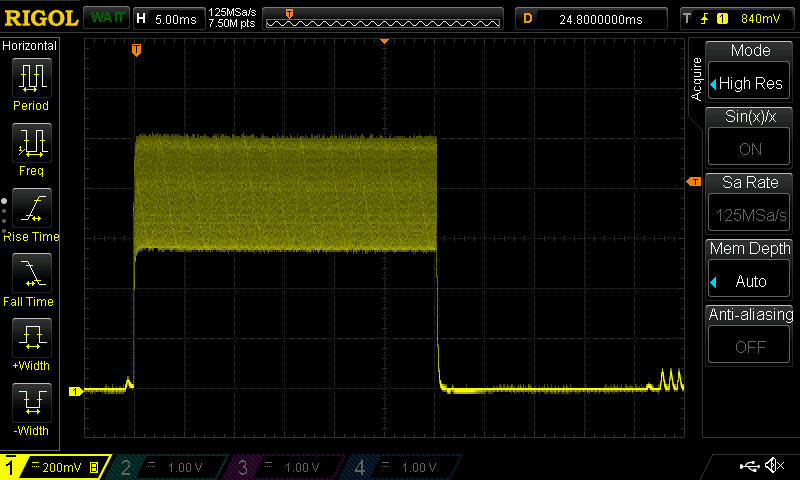 RIGOL WAIT H 5.00ms 125MSa/s 7.50M pts T D 24.8000000ms T 1 840mV
Horizontal
Period
Freq
Rise Time
Fall Time
+Width
-Width
T
T
1
Acquire
Mode
High Res
Sin(x)/x
ON
Sa Rate
125MSa/s
Mem Depth
Auto
Anti-aliasing
OFF
1 200mV B 2 1.00 V 3 1.00 V 4 1.00 V